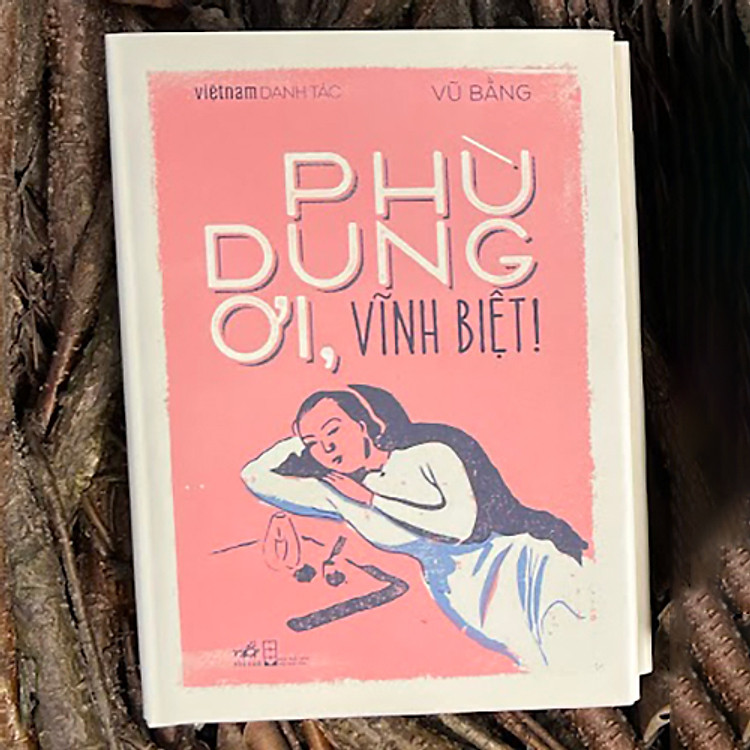 việtnam DANH TÁC
VŨ BẰNG
PHÙ
DUNG
ƠI, VĨNH BIỆT!